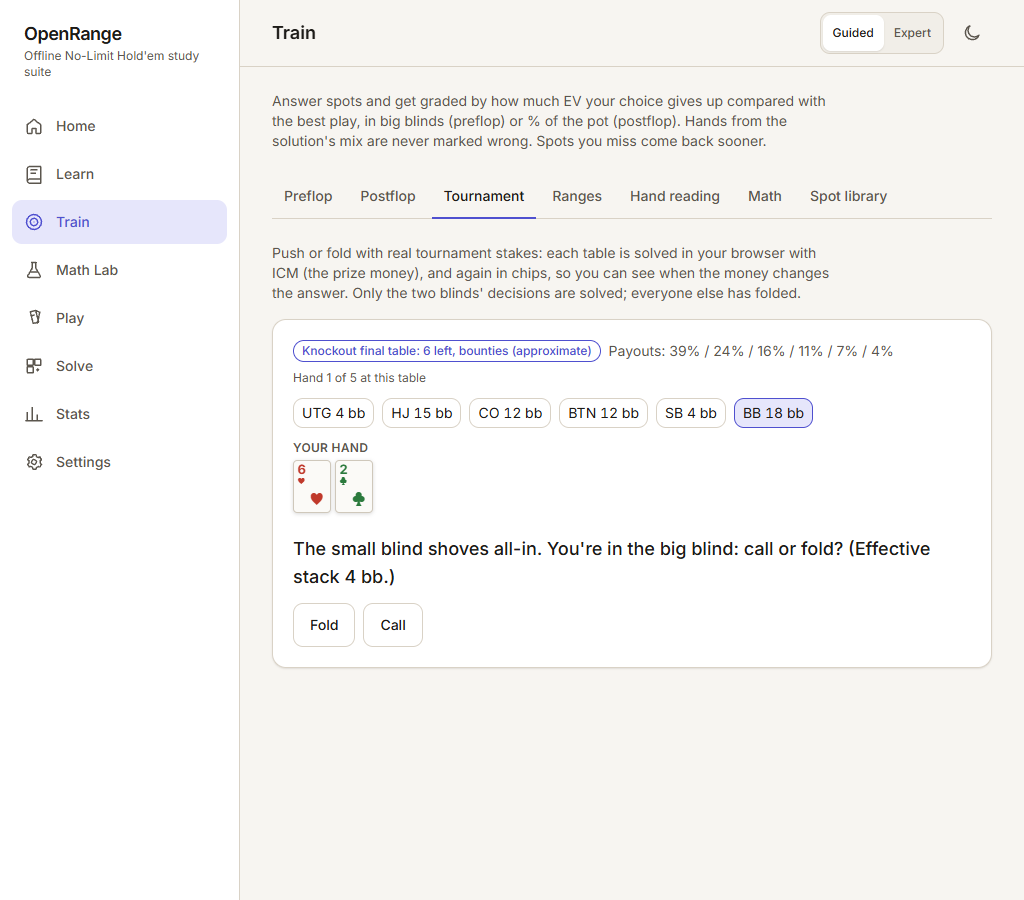 OpenRange
Offline No-Limit Hold'em study
suite
Home
Learn
Train
Math Lab
Play
Solve
Stats
Settings
Train
Guided
Expert
Answer spots and get graded by how much EV your choice gives up compared with
the best play, in big blinds (preflop) or % of the pot (postflop). Hands from the
solution's mix are never marked wrong. Spots you miss come back sooner.
Preflop
Postflop
Tournament
Ranges
Hand reading
Math
Spot library
Push or fold with real tournament stakes: each table is solved in your browser with
ICM (the prize money), and again in chips, so you can see when the money changes
the answer. Only the two blinds' decisions are solved; everyone else has folded.
Knockout final table: 6 left, bounties (approximate)
Payouts: 39% / 24% / 16% / 11% / 7% / 4%
Hand 1 of 5 at this table
UTG 4 bb
HJ 15 bb
CO 12 bb
BTN 12 bb
SB 4 bb
BB 18 bb
YOUR HAND
6
2
The small blind shoves all-in. You're in the big blind: call or fold? (Effective
stack 4 bb.)
Fold
Call